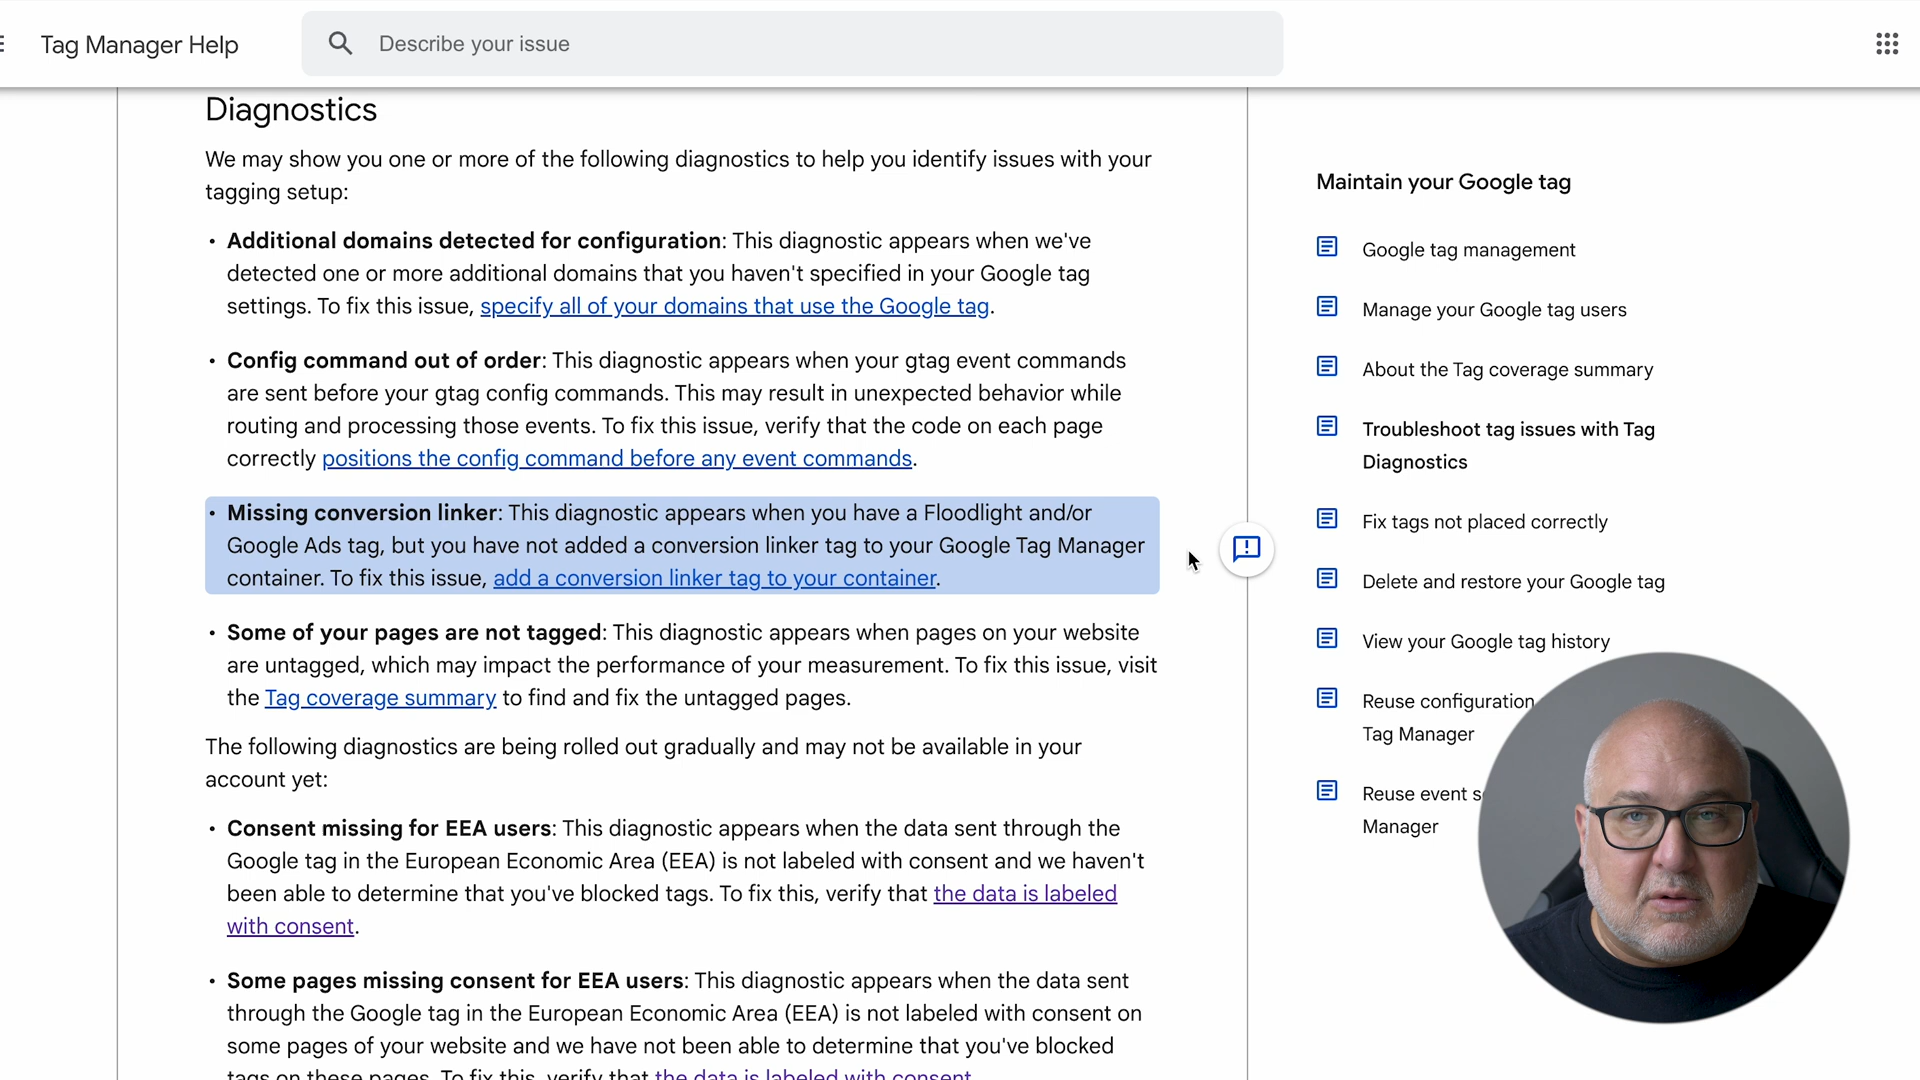 Tag Manager Help
Describe your issue
Diagnostics
We may show you one or more of the following diagnostics to help you identify issues with your
tagging setup:
• Additional domains detected for configuration: This diagnostic appears when we've
detected one or more additional domains that you haven't specified in your Google tag
settings. To fix this issue, specify all of your domains that use the Google tag.
• Config command out of order: This diagnostic appears when your gtag event commands
are sent before your gtag config commands. This may result in unexpected behavior while
routing and processing those events. To fix this issue, verify that the code on each page
correctly positions the config command before any event commands.
• Missing conversion linker: This diagnostic appears when you have a Floodlight and/or
Google Ads tag, but you have not added a conversion linker tag to your Google Tag Manager
container. To fix this issue, add a conversion linker tag to your container.
• Some of your pages are not tagged: This diagnostic appears when pages on your website
are untagged, which may impact the performance of your measurement. To fix this issue, visit
the Tag coverage summary to find and fix the untagged pages.
The following diagnostics are being rolled out gradually and may not be available in your
account yet:
• Consent missing for EEA users: This diagnostic appears when the data sent through the
Google tag in the European Economic Area (EEA) is not labeled with consent and we haven't
been able to determine that you've blocked tags. To fix this, verify that the data is labeled
with consent.
• Some pages missing consent for EEA users: This diagnostic appears when the data sent
through the Google tag in the European Economic Area (EEA) is not labeled with consent on
some pages of your website and we have not been able to determine that you've blocked
tags on these pages. To fix this, verify that the data is labeled with consent.
Maintain your Google tag
Google tag management
Manage your Google tag users
About the Tag coverage summary
Troubleshoot tag issues with Tag
Diagnostics
Fix tags not placed correctly
Delete and restore your Google tag
View your Google tag history
Reuse configuration
Tag Manager
Reuse event s
Manager